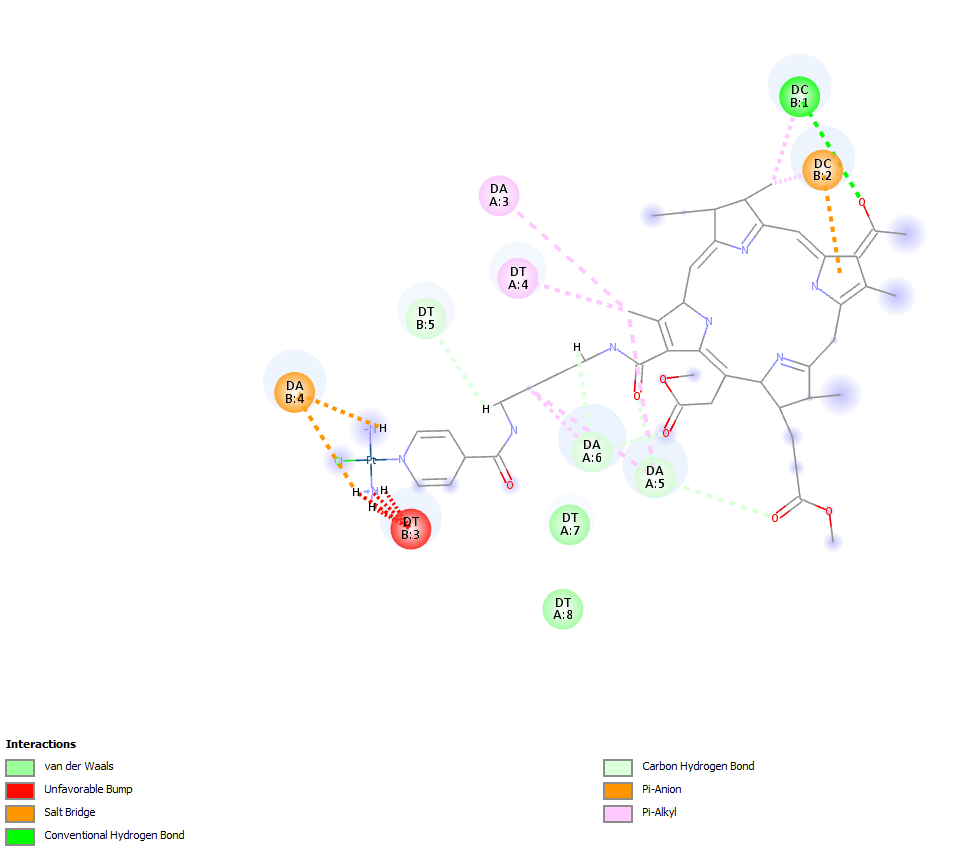 DC
B:1
DC
B:2
DA
A:3
O
N
DT
A:4
N
DT
B:5
N
H
N
N
O
O
DA
B:4
H
O
H
N
-N
H
DA
A:6
DA
A:5
Cl
Pt
N
O
H
-N
H
H
O
O
DT
B:3
DT
A:7
DT
A:8
Interactions
van der Waals
Unfavorable Bump
Salt Bridge
Conventional Hydrogen Bond
Carbon Hydrogen Bond
Pi-Anion
Pi-Alkyl